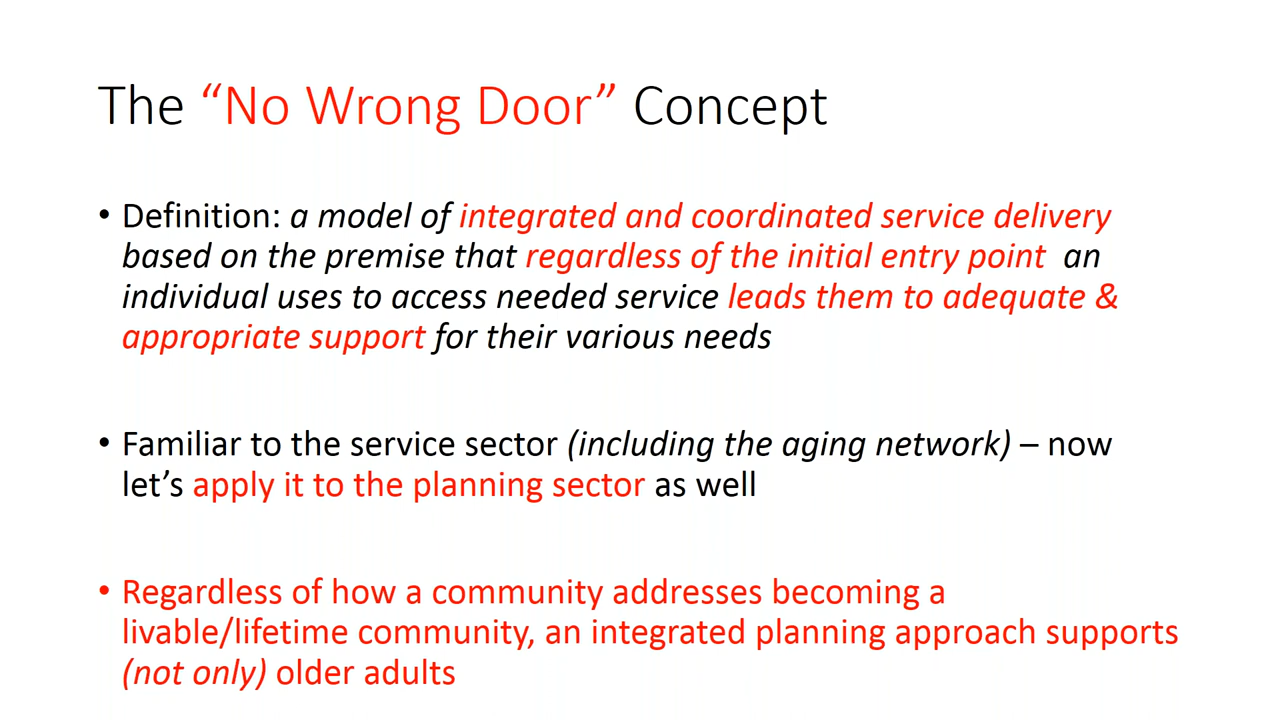 The “No Wrong Door” Concept
• Definition: a model of integrated and coordinated service delivery
based on the premise that regardless of the initial entry point an
individual uses to access needed service leads them to adequate &
appropriate support for their various needs
• Familiar to the service sector (including the aging network) – now
let’s apply it to the planning sector as well
• Regardless of how a community addresses becoming a
livable/lifetime community, an integrated planning approach supports
(not only) older adults